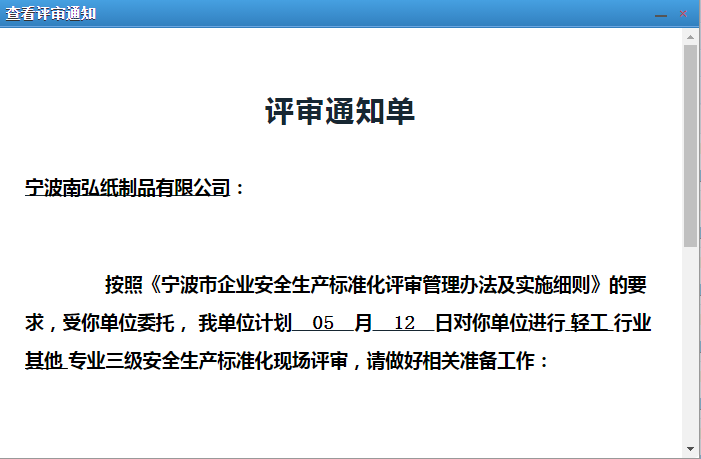 查看评审通知
评审通知单
宁波南弘纸制品有限公司：
按照《宁波市企业安全生产标准化评审管理办法及实施细则》的要
求，受你单位委托， 我单位计划 05 月 12 日对你单位进行 轻工 行业
其他 专业三级安全生产标准化现场评审，请做好相关准备工作：